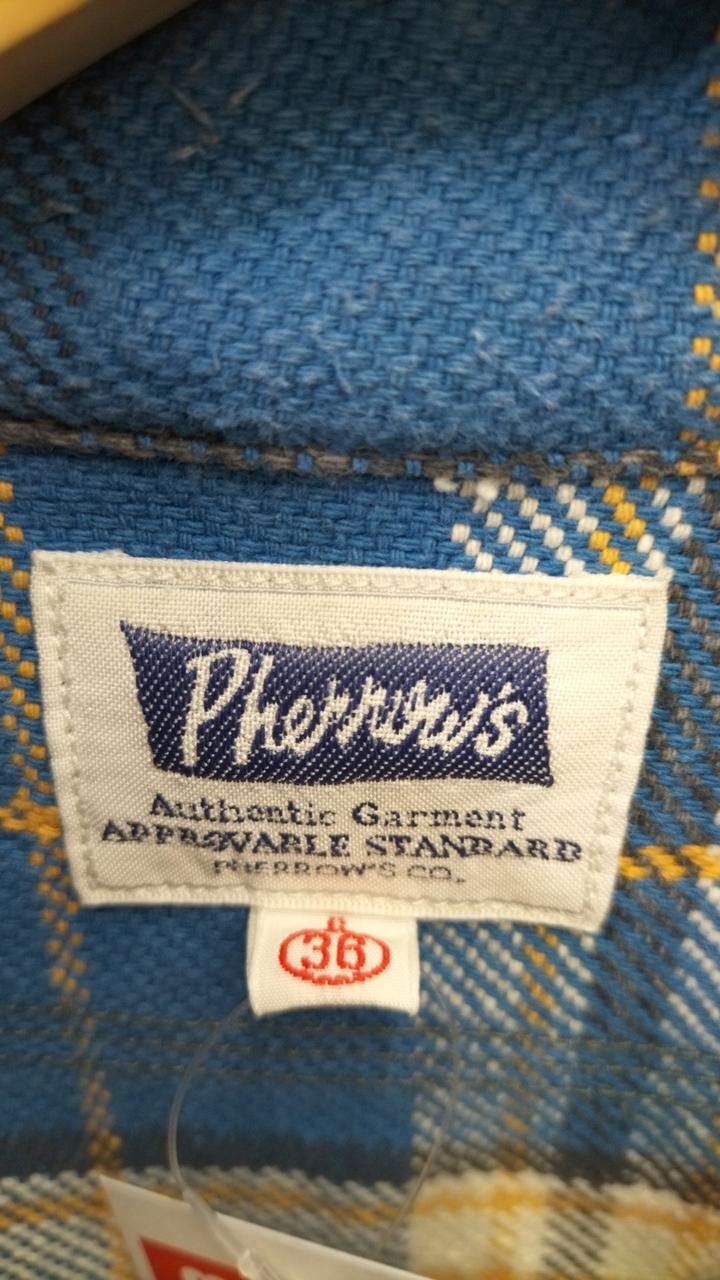 Pherrow's
Authentic Garment
APPROVABLE STANDARD
PHERROW'S CO.
36